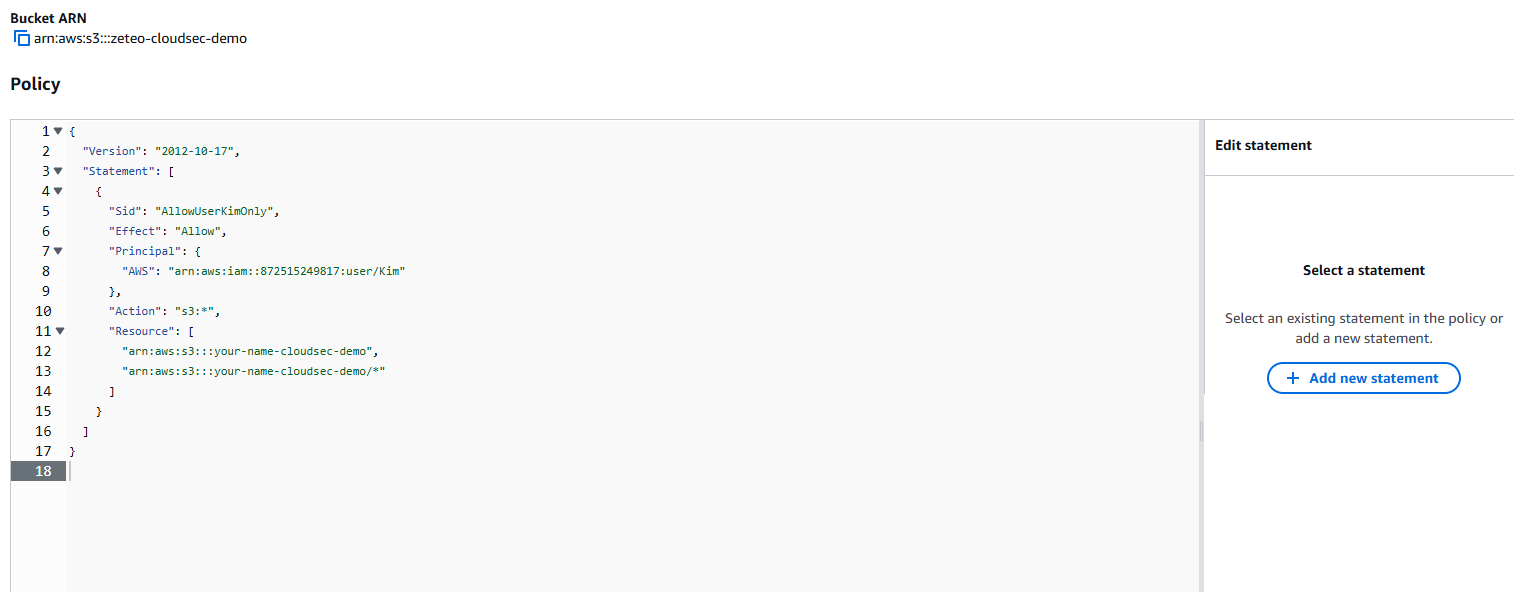 Bucket ARN
arn:aws:s3:::zeteo-cloudsec-demo
Policy
1 {
2 "Version": "2012-10-17",
3 "Statement": [
4 {
5 "Sid": "AllowUserKimOnly",
6 "Effect": "Allow",
7 "Principal": {
8 "AWS": "arn:aws:iam::872515249817:user/Kim"
9 },
10 "Action": "s3:*",
11 "Resource": [
12 "arn:aws:s3:::your-name-cloudsec-demo",
13 "arn:aws:s3:::your-name-cloudsec-demo/*"
14 ]
15 }
16 ]
17 }
18
Edit statement
Select a statement
Select an existing statement in the policy or
add a new statement.
+ Add new statement